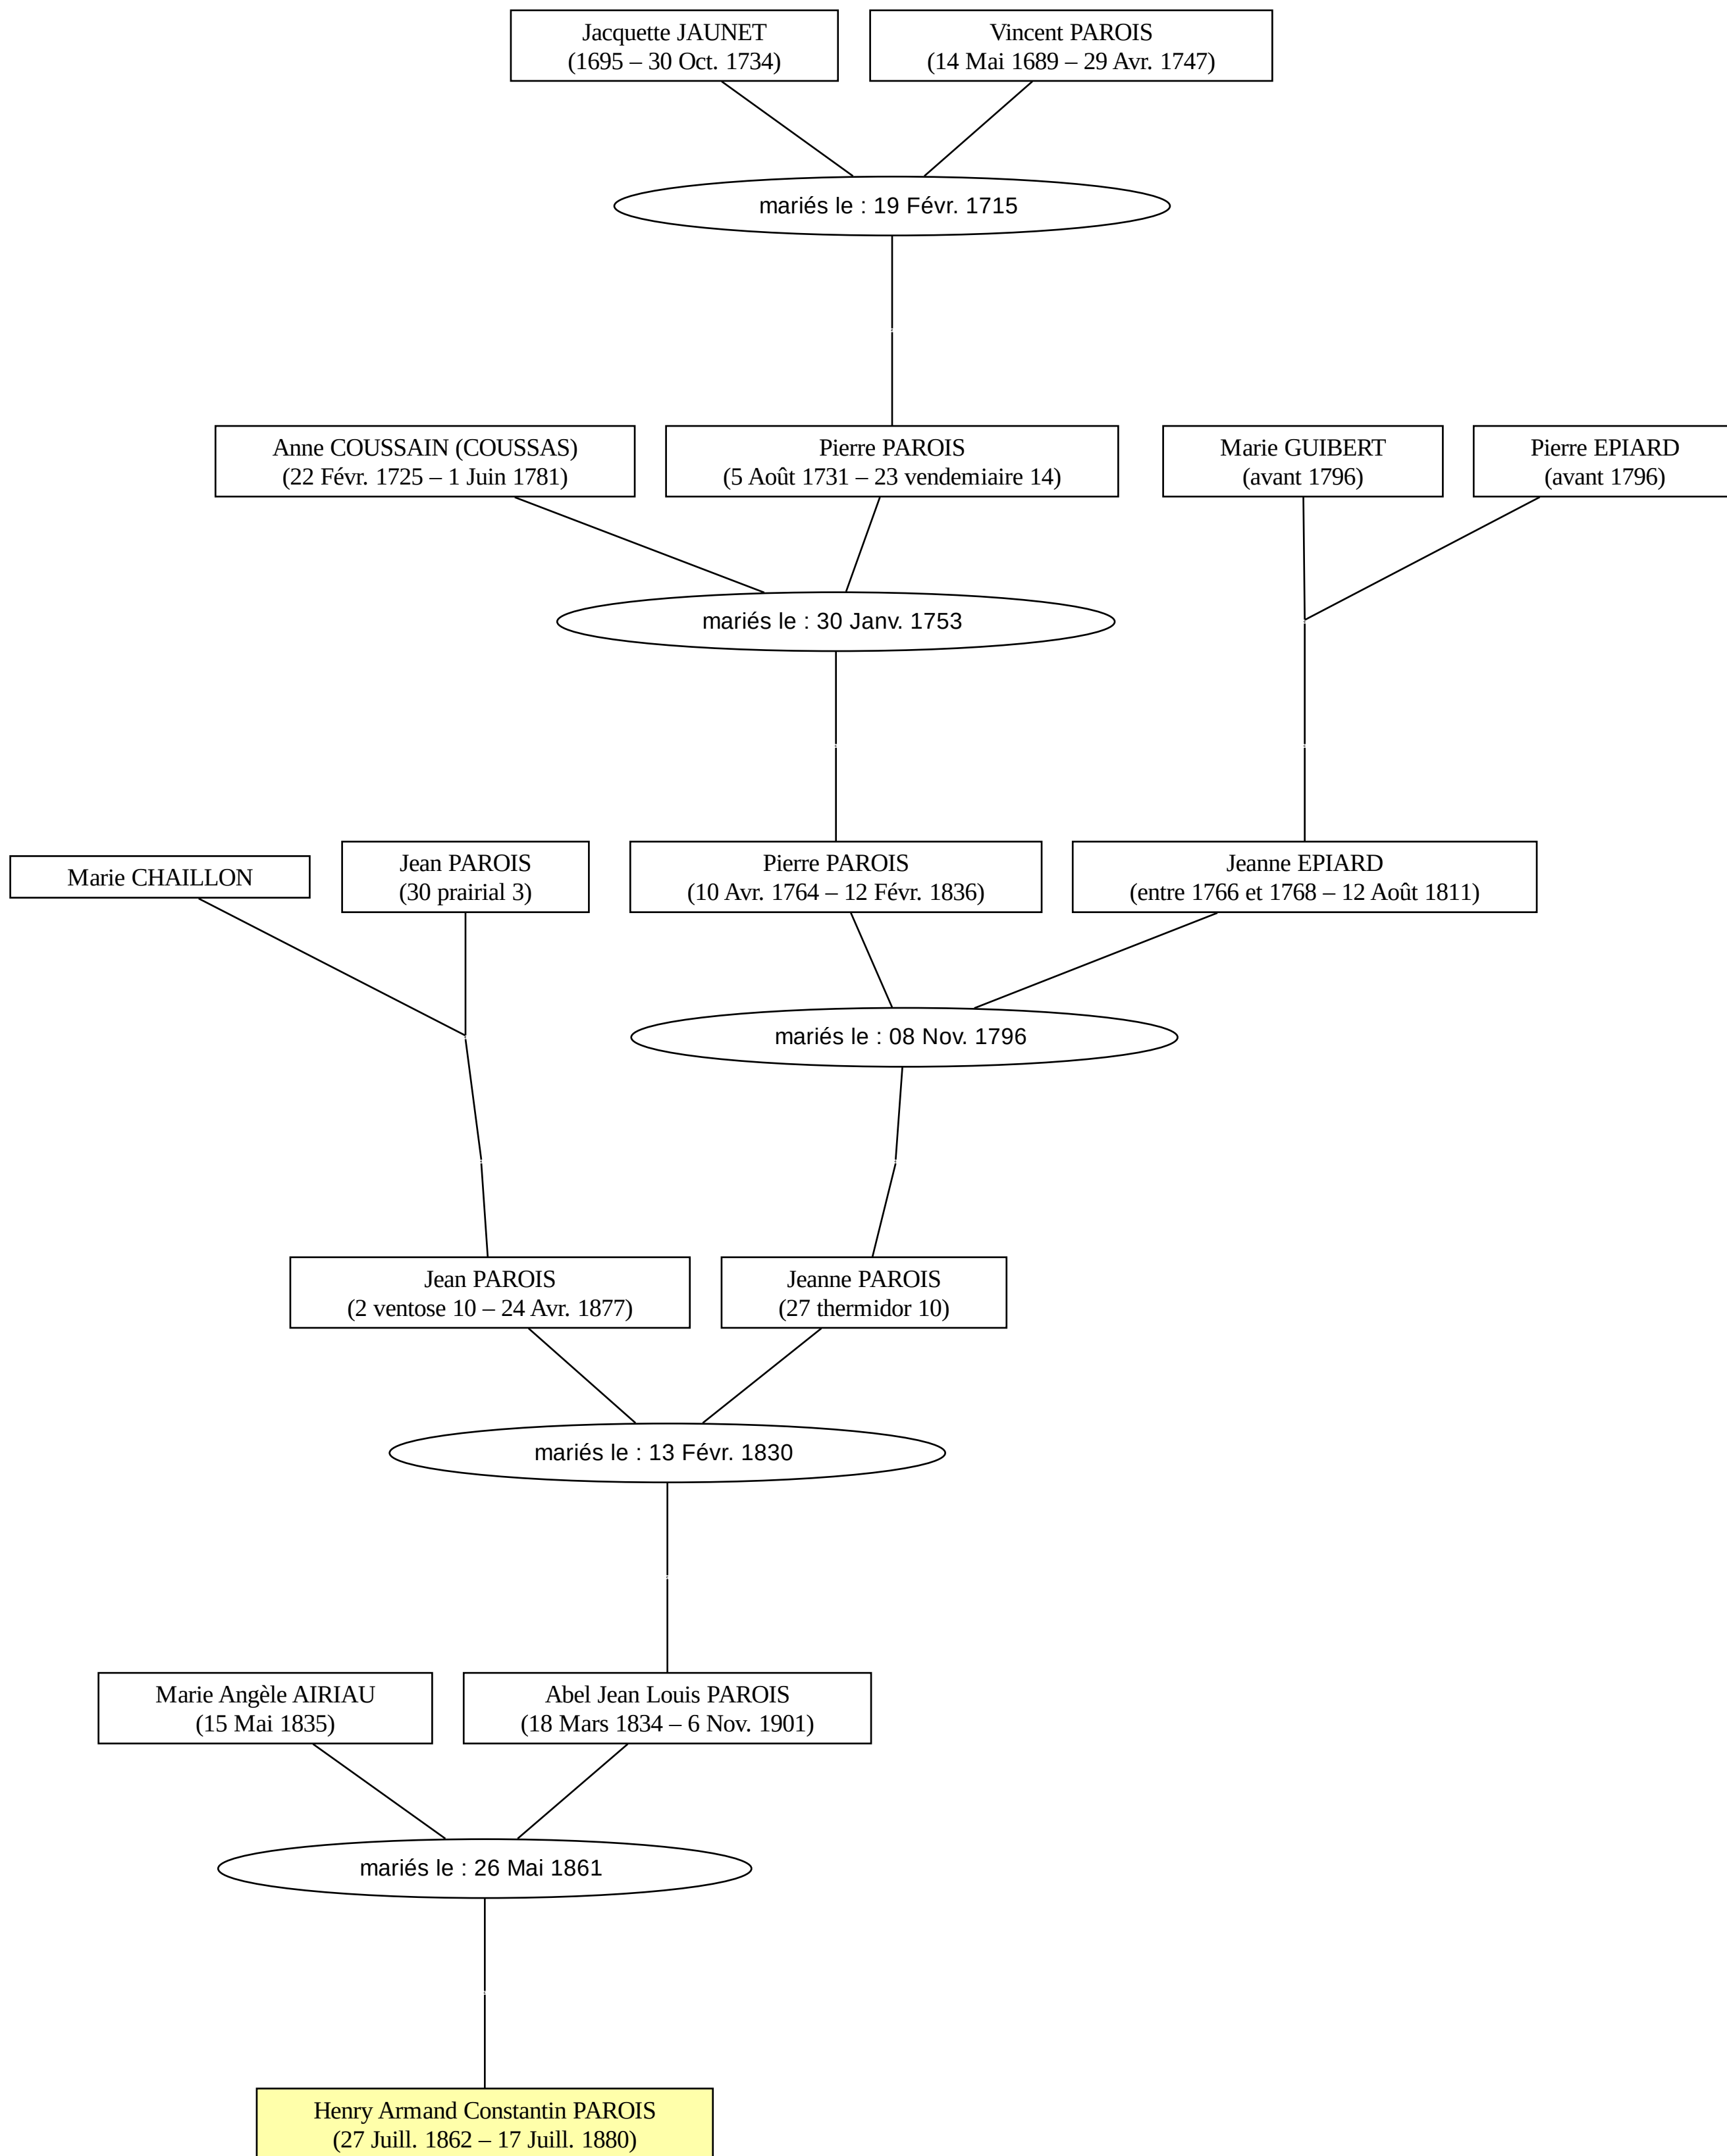 Jacquette JAUNET
(1695 – 30 Oct. 1734)
Vincent PAROIS
(14 Mai 1689 – 29 Avr. 1747)
mariés le : 19 Févr. 1715
Anne COUSSAIN (COUSSAS)
(22 Févr. 1725 – 1 Juin 1781)
Pierre PAROIS
(5 Août 1731 – 23 vendemiaire 14)
Marie GUIBERT
(avant 1796)
Pierre EPIARD
(avant 1796)
mariés le : 30 Janv. 1753
Marie CHAILLON
Jean PAROIS
(30 prairial 3)
Pierre PAROIS
(10 Avr. 1764 – 12 Févr. 1836)
Jeanne EPIARD
(entre 1766 et 1768 – 12 Août 1811)
mariés le : 08 Nov. 1796
Jean PAROIS
(2 ventose 10 – 24 Avr. 1877)
Jeanne PAROIS
(27 thermidor 10)
mariés le : 13 Févr. 1830
Marie Angèle AIRIAU
(15 Mai 1835)
Abel Jean Louis PAROIS
(18 Mars 1834 – 6 Nov. 1901)
mariés le : 26 Mai 1861
Henry Armand Constantin PAROIS
(27 Juill. 1862 – 17 Juill. 1880)